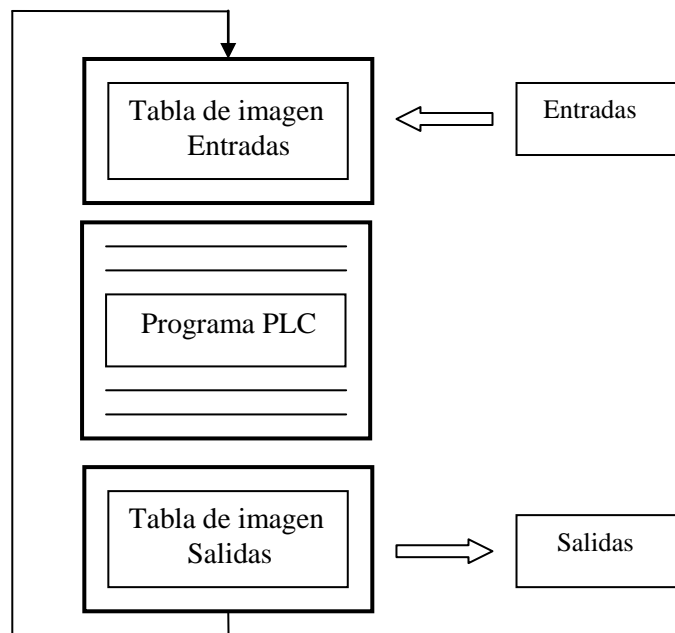 Tabla de imagen
Entradas
Entradas
Programa PLC
Tabla de imagen
Salidas
Salidas